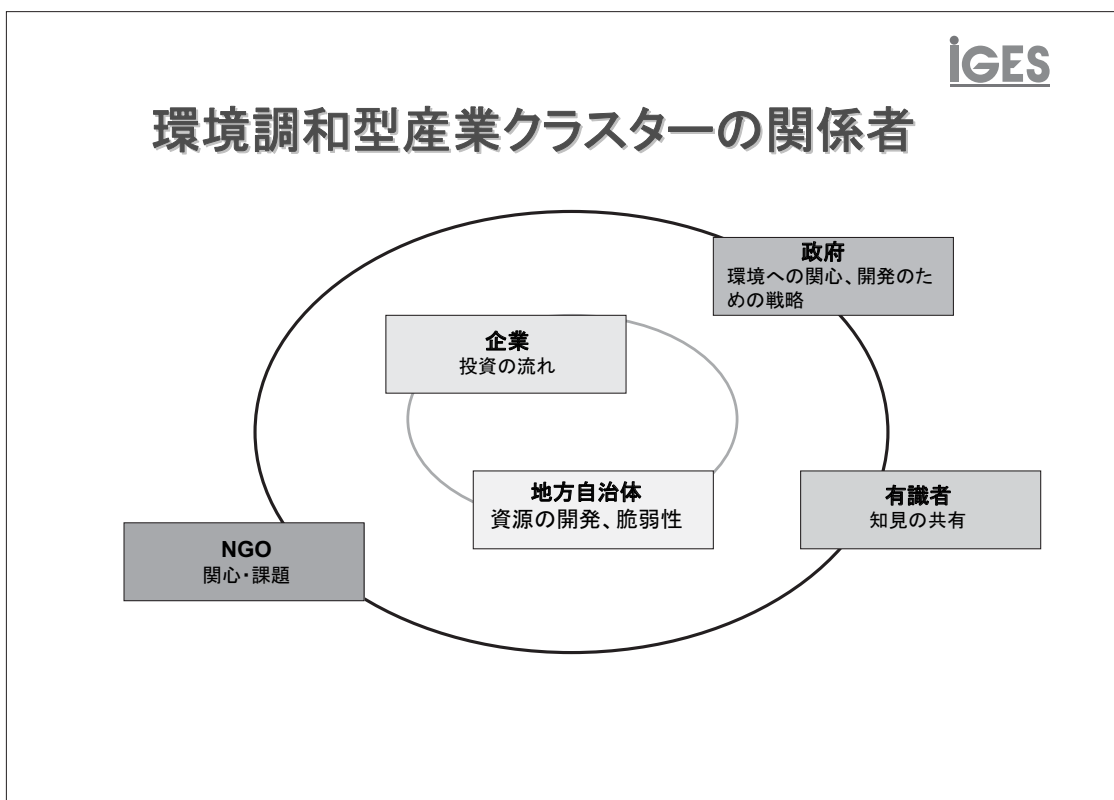 iGES
環境調和型産業クラスターの関係者
政府
環境への関心、開発のた
めの戦略
企業
投資の流れ
地方自治体
資源の開発、脆弱性
有識者
知見の共有
NGO
関心・課題